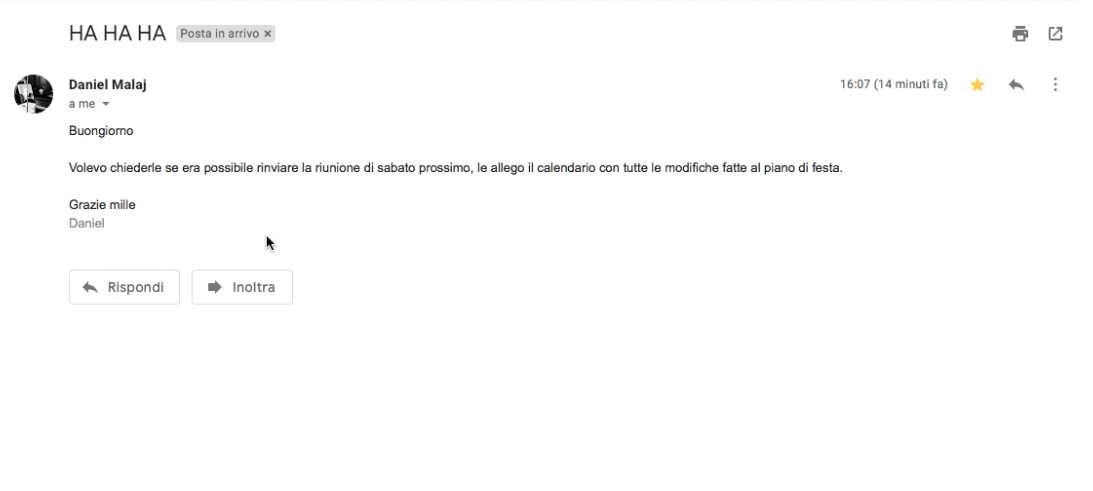 HA HA HA Posta in arrivo ×
Daniel Malaj 16:07 (14 minuti fa)
a me
Buongiorno
Volevo chiederle se era possibile rinviare la riunione di sabato prossimo, le allego il calendario con tutte le modifiche fatte al piano di festa.
Grazie mille
Daniel
Rispondi Inoltra